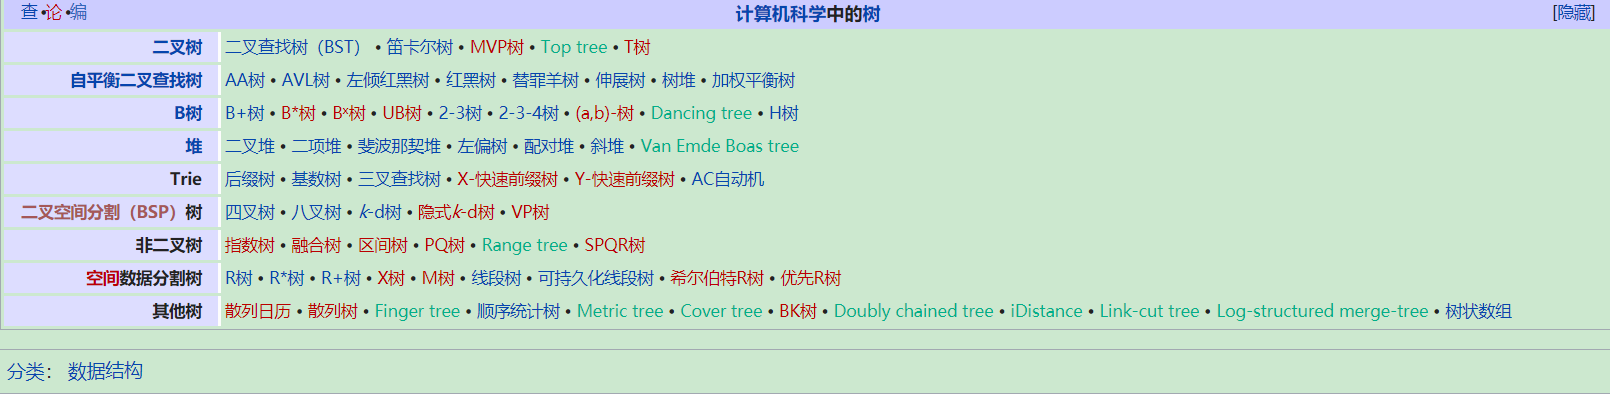 查•论•编 计算机科学中的树 [隐藏]
二叉树 二叉查找树（BST） • 笛卡尔树 • MVP树 • Top tree • T树
自平衡二叉查找树 AA树 • AVL树 • 左倾红黑树 • 红黑树 • 替罪羊树 • 伸展树 • 树堆 • 加权平衡树
B树 B+树 • B*树 • Bˣ树 • UB树 • 2-3树 • 2-3-4树 • (a,b)-树 • Dancing tree • H树
堆 二叉堆 • 二项堆 • 斐波那契堆 • 左偏树 • 配对堆 • 斜堆 • Van Emde Boas tree
Trie 后缀树 • 基数树 • 三叉查找树 • X-快速前缀树 • Y-快速前缀树 • AC自动机
二叉空间分割（BSP）树 四叉树 • 八叉树 • k-d树 • 隐式k-d树 • VP树
非二叉树 指数树 • 融合树 • 区间树 • PQ树 • Range tree • SPQR树
空间数据分割树 R树 • R*树 • R+树 • X树 • M树 • 线段树 • 可持久化线段树 • 希尔伯特R树 • 优先R树
其他树 散列日历 • 散列树 • Finger tree • 顺序统计树 • Metric tree • Cover tree • BK树 • Doubly chained tree • iDistance • Link-cut tree • Log-structured merge-tree • 树状数组
分类： 数据结构